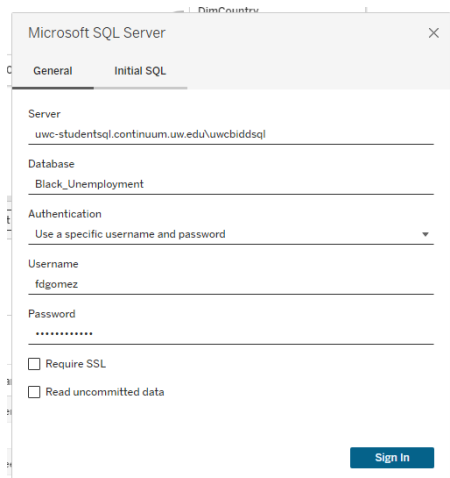 DimCountry
Microsoft SQL Server
General Initial SQL
Server
uwc-studentsql.continuum.uw.edu\uwcbiddsql
Database
Black_Unemployment
Authentication
Use a specific username and password
Username
fdgomez
Password
••••••••••••
Require SSL
Read uncommitted data
Sign In